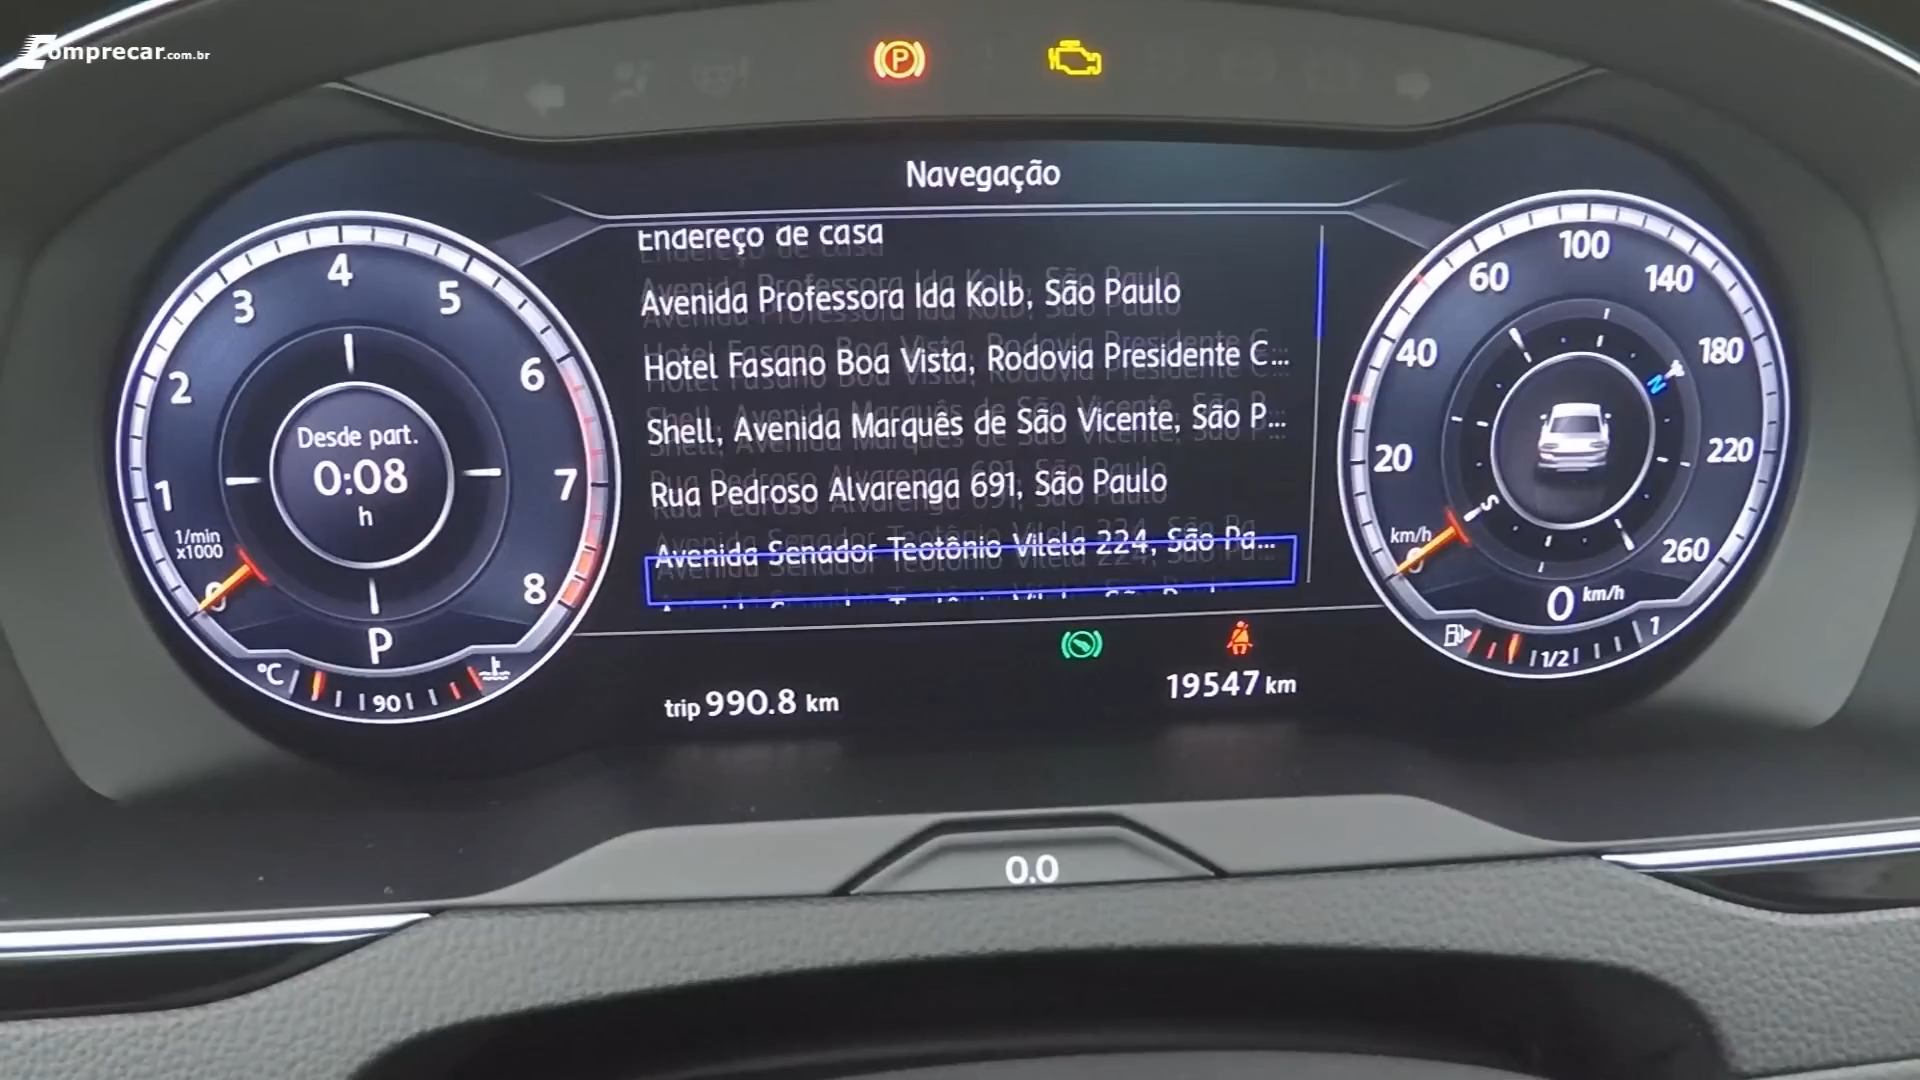 Comprecar.com.br
P
Navegação
Endereço de casa
Avenida Professora Ida Kolb, São Paulo
Hotel Fasano Boa Vista, Rodovia Presidente C...
Shell, Avenida Marquês de São Vicente, São P...
Rua Pedroso Alvarenga 691, São Paulo
Avenida Senador Teotônio Vilela 224, São Pa...
0 1 2 3 4 5 6 7 8
1/min
x1000
Desde part.
0:08
h
P
°C
90
0 20 40 60 100 140 180 220 260
km/h
N
S
0 km/h
1/2 1
trip 990.8 km
19547 km
0.0